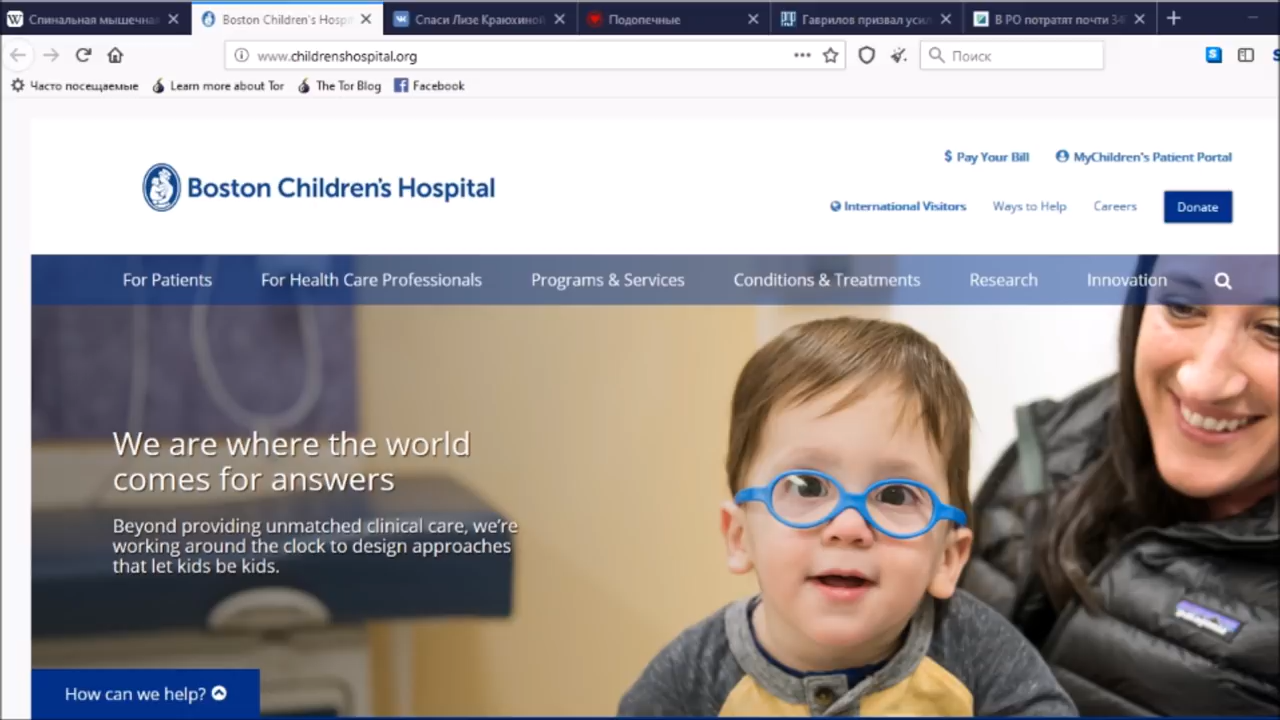 Спинальная мышечна
Boston Children's Hospi
Спаси Лизе Краюхиной
Подопечные
Гаврилов призвал усил
В РО потратят почти 34
www.childrenshospital.org
Поиск
Часто посещаемые
Learn more about Tor
The Tor Blog
Facebook
Pay Your Bill
MyChildren's Patient Portal
Boston Children's Hospital
International Visitors
Ways to Help
Careers
Donate
For Patients
For Health Care Professionals
Programs & Services
Conditions & Treatments
Research
Innovation
We are where the world
comes for answers
Beyond providing unmatched clinical care, we're
working around the clock to design approaches
that let kids be kids.
patagonia
How can we help?